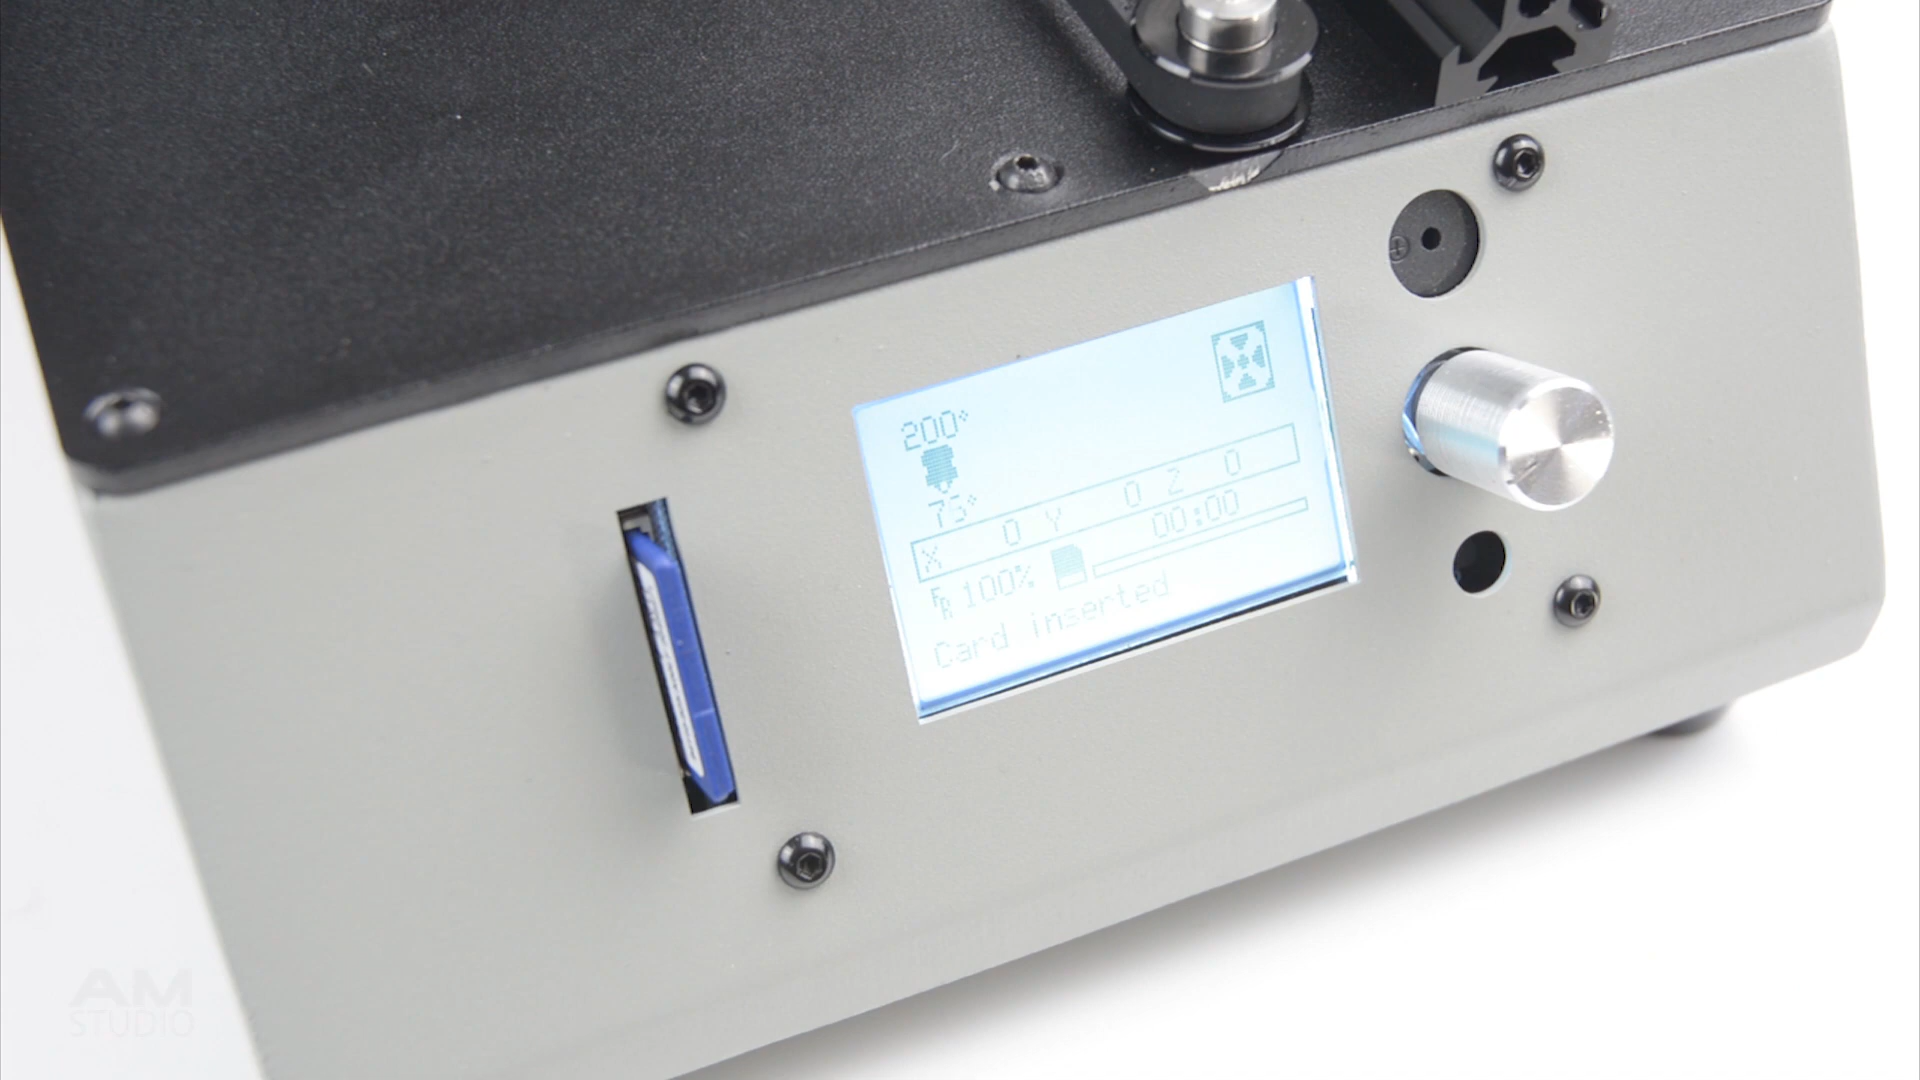 200°
75°
X 0 Y 0 Z 0
FR 100% 00:00
Card inserted
AM
STUDIO